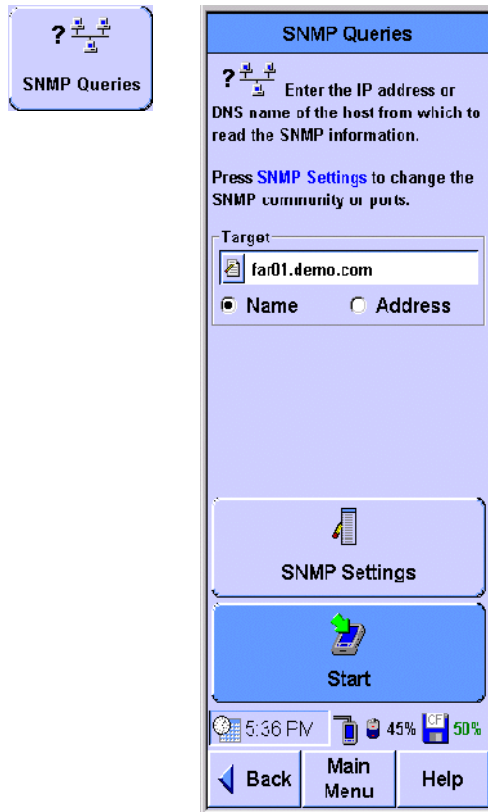 ?
SNMP Queries
SNMP Queries
? Enter the IP address or
DNS name of the host from which to
read the SNMP information.
Press SNMP Settings to change the
SNMP community or ports.
Target
far01.demo.com
Name Address
SNMP Settings
Start
5:36 PM 45% CF 50%
Back Main Menu Help